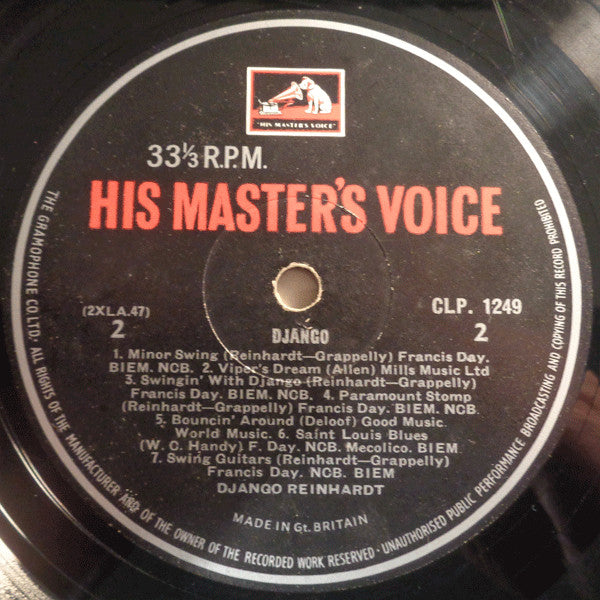 "HIS MASTER'S VOICE"
33⅓ R.P.M.
HIS MASTER'S VOICE
(2XLA.47)
CLP. 1249
2
2
DJANGO
1. Minor Swing (Reinhardt—Grappelly) Francis Day.
BIEM. NCB. 2. Viper's Dream (Allen) Mills Music Ltd
3. Swingin' With Django (Reinhardt—Grappelly)
Francis Day. BIEM. NCB. 4. Paramount Stomp
(Reinhardt—Grappelly) Francis Day. BIEM. NCB.
5. Bouncin' Around (Deloof) Good Music
World Music. 6. Saint Louis Blues
(W. C. Handy) F. Day. NCB. Mecolico. BIEM
7. Swing Guitars (Reinhardt—Grappelly)
Francis Day. NCB. BIEM
DJANGO REINHARDT
MADE IN Gt. BRITAIN
THE GRAMOPHONE CO. LTD. ALL RIGHTS OF THE MANUFACTURER AND OF THE OWNER OF THE RECORDED WORK RESERVED · UNAUTHORISED PUBLIC PERFORMANCE BROADCASTING AND COPYING OF THIS RECORD PROHIBITED